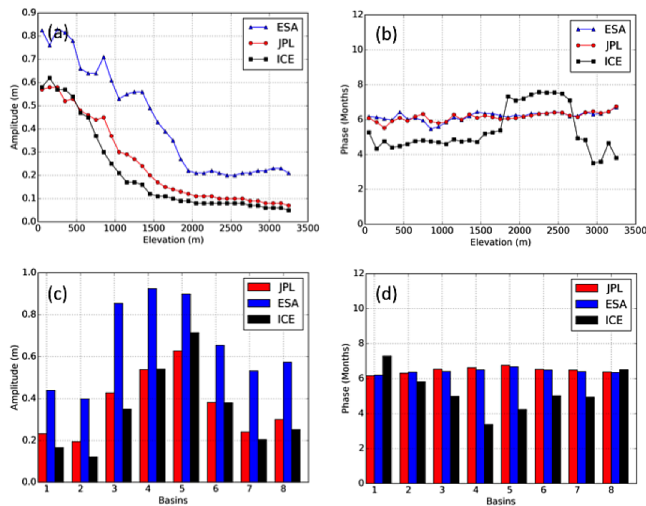 (a)
ESA
JPL
ICE
Amplitude (m)
0.9
0.8
0.7
0.6
0.5
0.4
0.3
0.2
0.1
0.0
0 500 1000 1500 2000 2500 3000 3500
Elevation (m)
(b)
ESA
JPL
ICE
Phase (Months)
12
10
8
6
4
2
0
0 500 1000 1500 2000 2500 3000 3500
Elevation (m)
(c)
JPL
ESA
ICE
Amplitude (m)
1.0
0.8
0.6
0.4
0.2
0.0
1 2 3 4 5 6 7 8
Basins
(d)
JPL
ESA
ICE
Phase (Months)
12
10
8
6
4
2
0
1 2 3 4 5 6 7 8
Basins